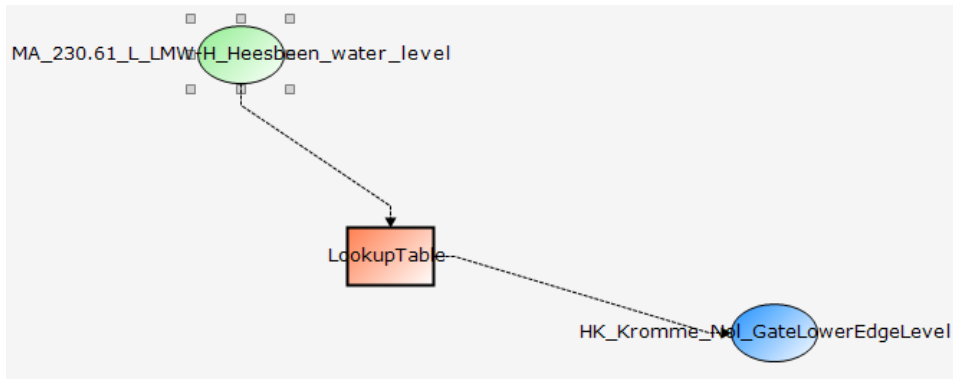 MA_230.61_L_LMW-H_Heesbeen_water_level
LookupTable
HK_Kromme_Nol_GateLowerEdgeLevel